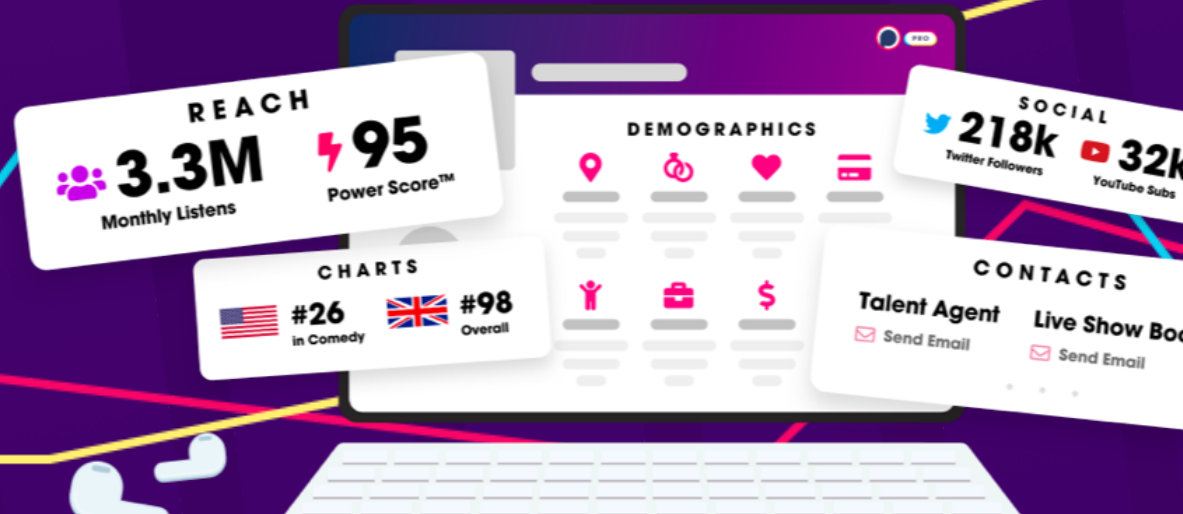 PRO
REACH
3.3M
Monthly Listens
95
Power Score™
DEMOGRAPHICS
SOCIAL
218k
Twitter Followers
32k
YouTube Subs
CHARTS
#26
in Comedy
#98
Overall
CONTACTS
Talent Agent
Send Email
Live Show Boo
Send Email